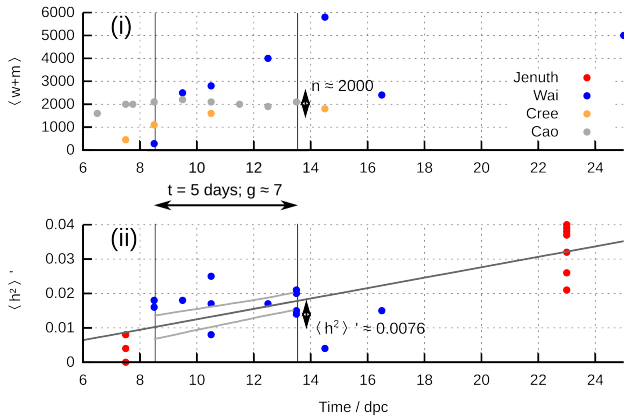 6000
5000
4000
3000
2000
1000
0
⟨w+m⟩
(i)
n ≈ 2000
Jenuth
Wai
Cree
Cao
6 8 10 12 14 16 18 20 22 24
t = 5 days; g ≈ 7
0.04
0.03
0.02
0.01
0
⟨h²⟩ '
(ii)
⟨h²⟩ ' ≈ 0.0076
6 8 10 12 14 16 18 20 22 24
Time / dpc